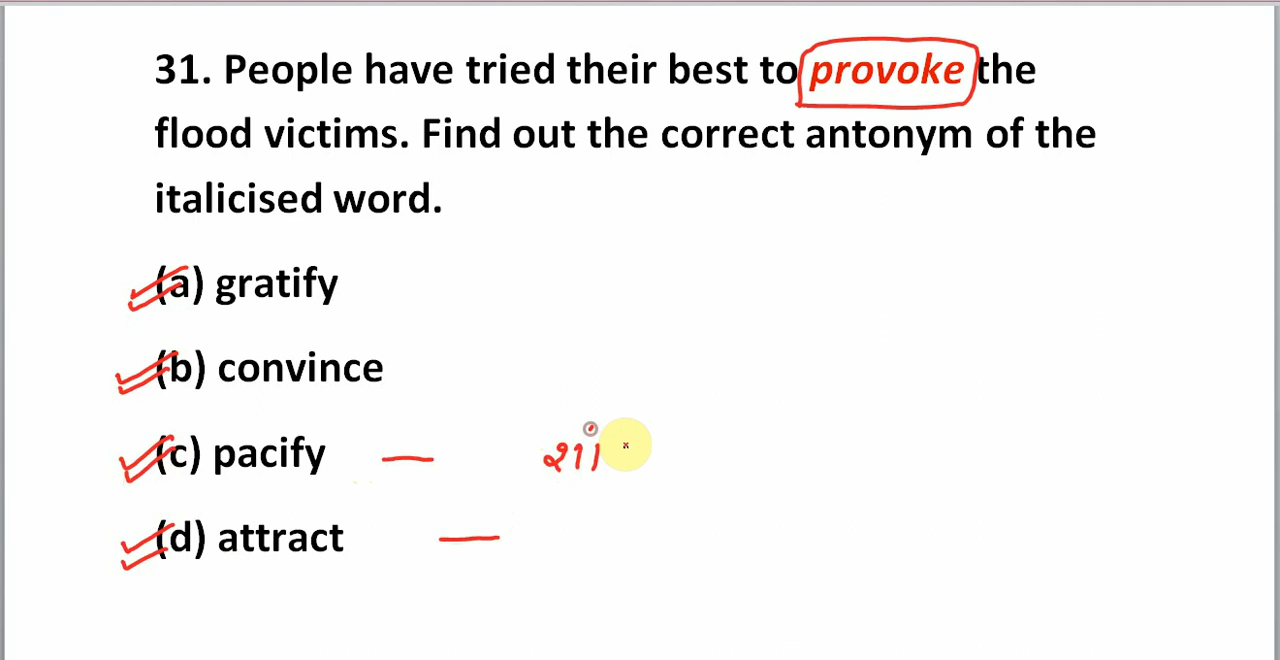 31. People have tried their best to provoke the
flood victims. Find out the correct antonym of the
italicised word.
(a) gratify
(b) convince
(c) pacify —
(d) attract —